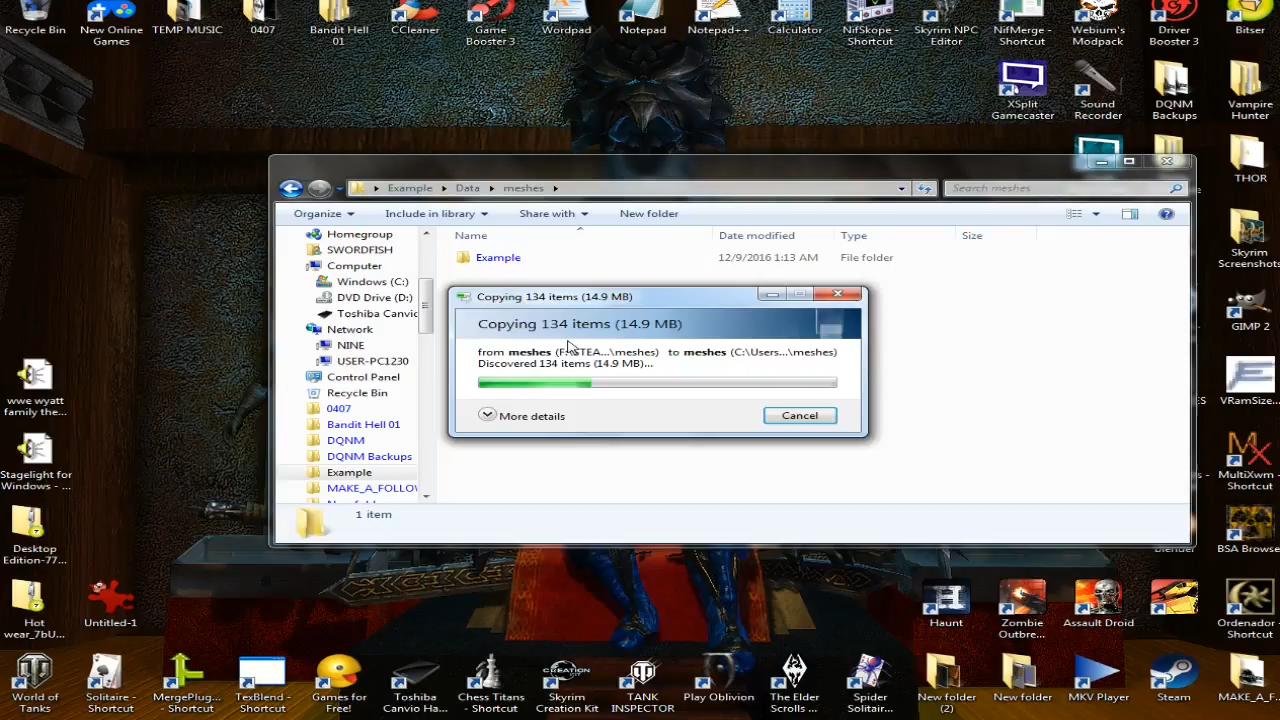 Recycle Bin
New Online
Games
TEMP MUSIC
0407
Bandit Hell
01
CCleaner
Game
Booster 3
Wordpad
Notepad
Notepad++
Calculator
NifSkope -
Shortcut
Skyrim NPC
Editor
NifMerge -
Shortcut
Webium's
Modpack
Driver
Booster 3
Bitser
XSplit
Gamecaster
Sound
Recorder
DQNM
Backups
Vampire
Hunter
Example
Data
meshes
Search meshes
Organize
Include in library
Share with
New folder
THOR
Name
Date modified
Type
Size
Homegroup
SWORDFISH
Computer
Windows (C:)
DVD Drive (D:)
Toshiba Canvio
Network
NINE
USER-PC1230
Control Panel
Recycle Bin
0407
Bandit Hell 01
DQNM
DQNM Backups
Example
MAKE_A_FOLLOW
Example
12/9/2016 1:13 AM
File folder
Copying 134 items (14.9 MB)
Copying 134 items (14.9 MB)
from meshes (F:\STEA...\meshes) to meshes (C:\Users...\meshes)
Discovered 134 items (14.9 MB)...
More details
Cancel
1 item
Skyrim
Screenshots
GIMP 2
VRamSize...
MultiXwm -
Shortcut
BSA Browse
wwe wyatt
family the...
Stagelight for
Windows - ...
Desktop
Edition-77...
Hot
wear_7bU...
Untitled-1
Haunt
Zombie
Outbre...
Assault Droid
Ordenador -
Shortcut
World of
Tanks
Solitaire -
Shortcut
MergePlug...
- Shortcut
TexBlend -
Shortcut
Games for
Free!
Toshiba
Canvio Ha...
Chess Titans
- Shortcut
CREATION
KIT
Skyrim
Creation Kit
TANK
INSPECTOR
Play Oblivion
The Elder
Scrolls ...
Spider
Solitair...
New folder
(2)
New folder
MKV Player
Steam
MAKE_A_F...